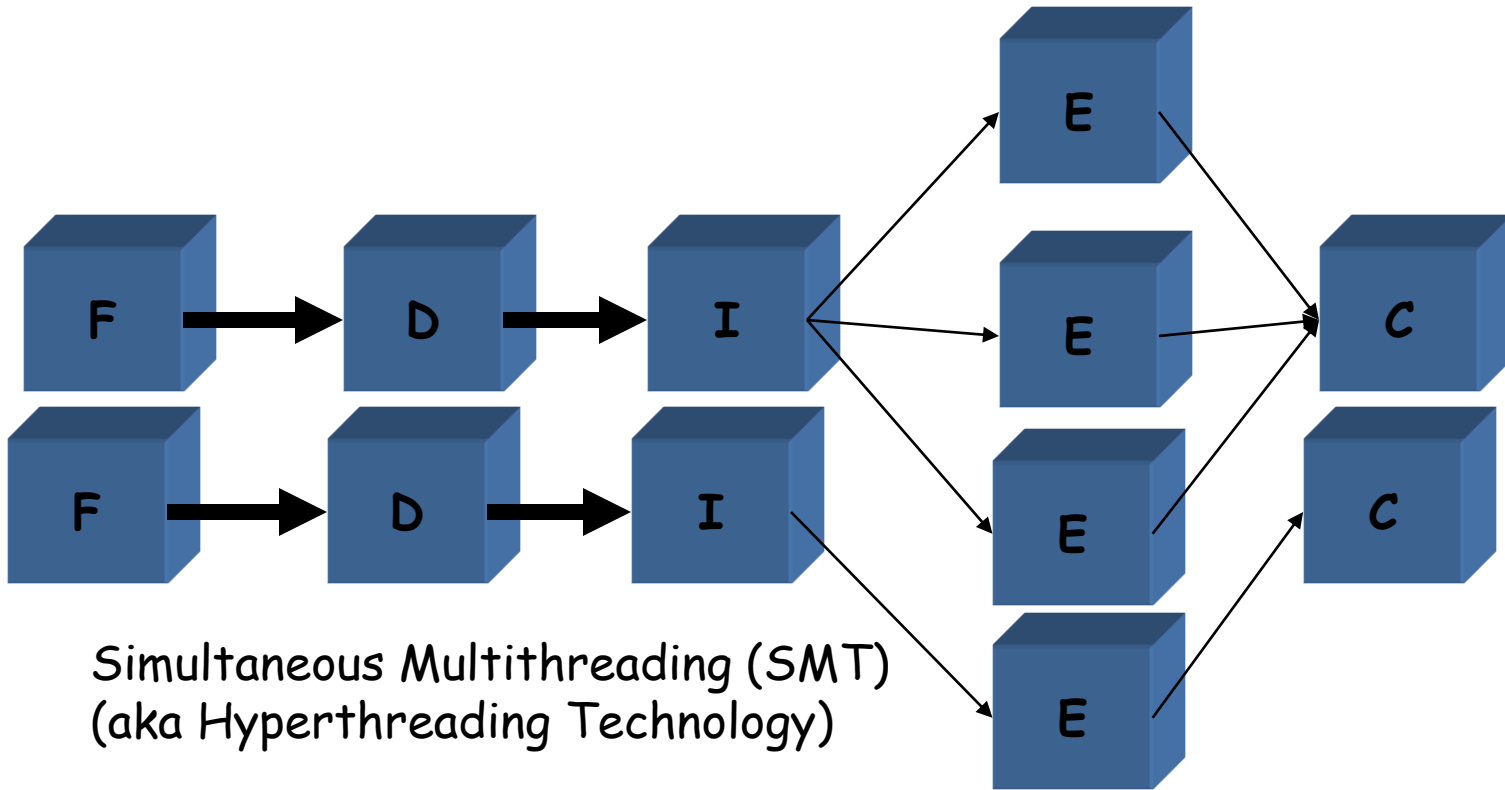 E
F D I E C
F D I E C
E
Simultaneous Multithreading (SMT)
(aka Hyperthreading Technology)